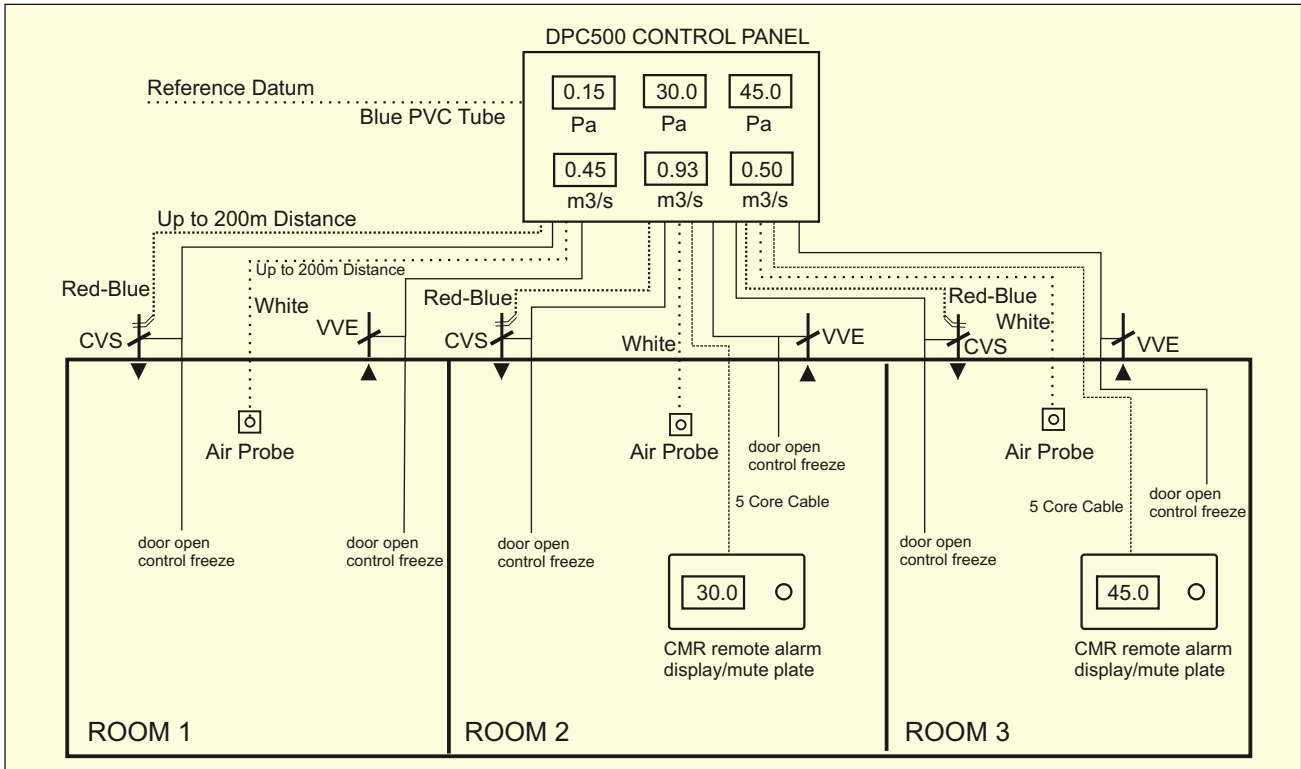 DPC500 CONTROL PANEL
Reference Datum
Blue PVC Tube
0.15 30.0 45.0
Pa Pa Pa
0.45 0.93 0.50
m3/s m3/s m3/s
Up to 200m Distance
Up to 200m Distance
Red-Blue
White
CVS
VVE
Red-Blue
CVS
White
VVE
Red-Blue
White
CVS
VVE
Air Probe
Air Probe
Air Probe
door open
control freeze
door open
control freeze
door open
control freeze
door open
control freeze
door open
control freeze
door open
control freeze
5 Core Cable
5 Core Cable
30.0
45.0
CMR remote alarm
display/mute plate
CMR remote alarm
display/mute plate
ROOM 1
ROOM 2
ROOM 3